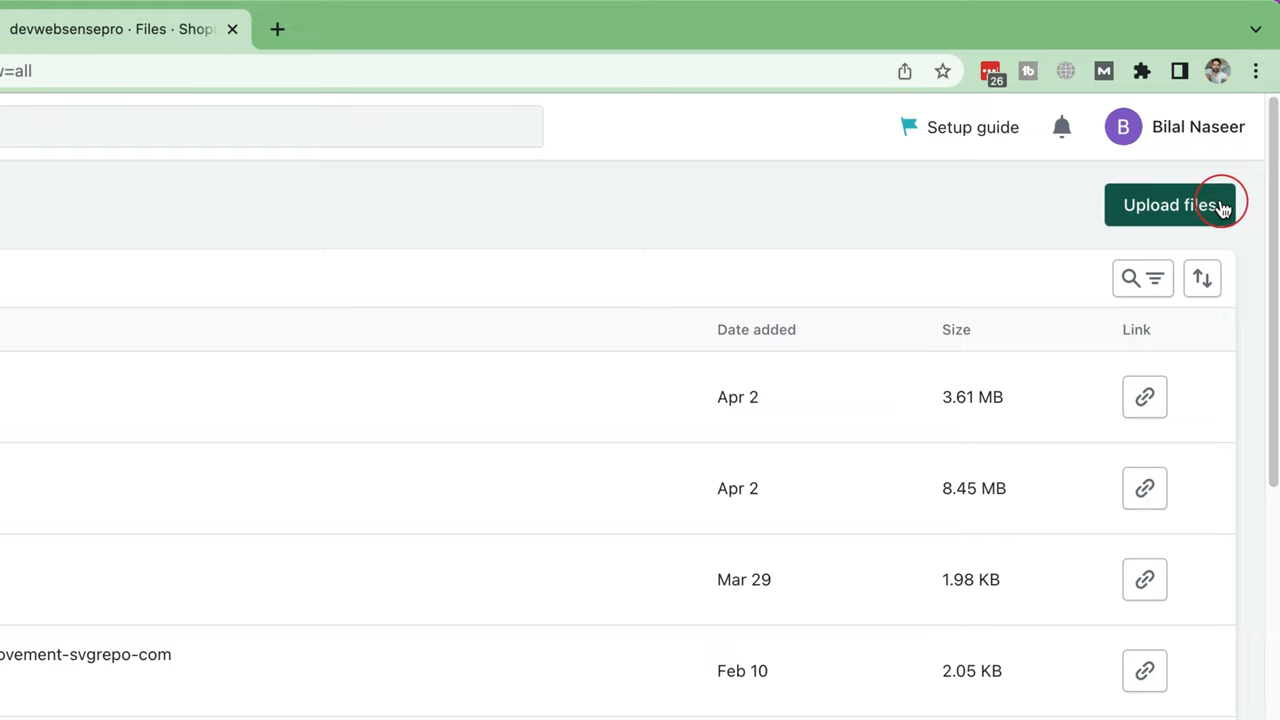 devwebsensepro · Files · Shop
v=all
26
tb
M
Setup guide
B
Bilal Naseer
Upload files
Date added Size Link
Apr 2 3.61 MB
Apr 2 8.45 MB
Mar 29 1.98 KB
ovement-svgrepo-com
Feb 10 2.05 KB